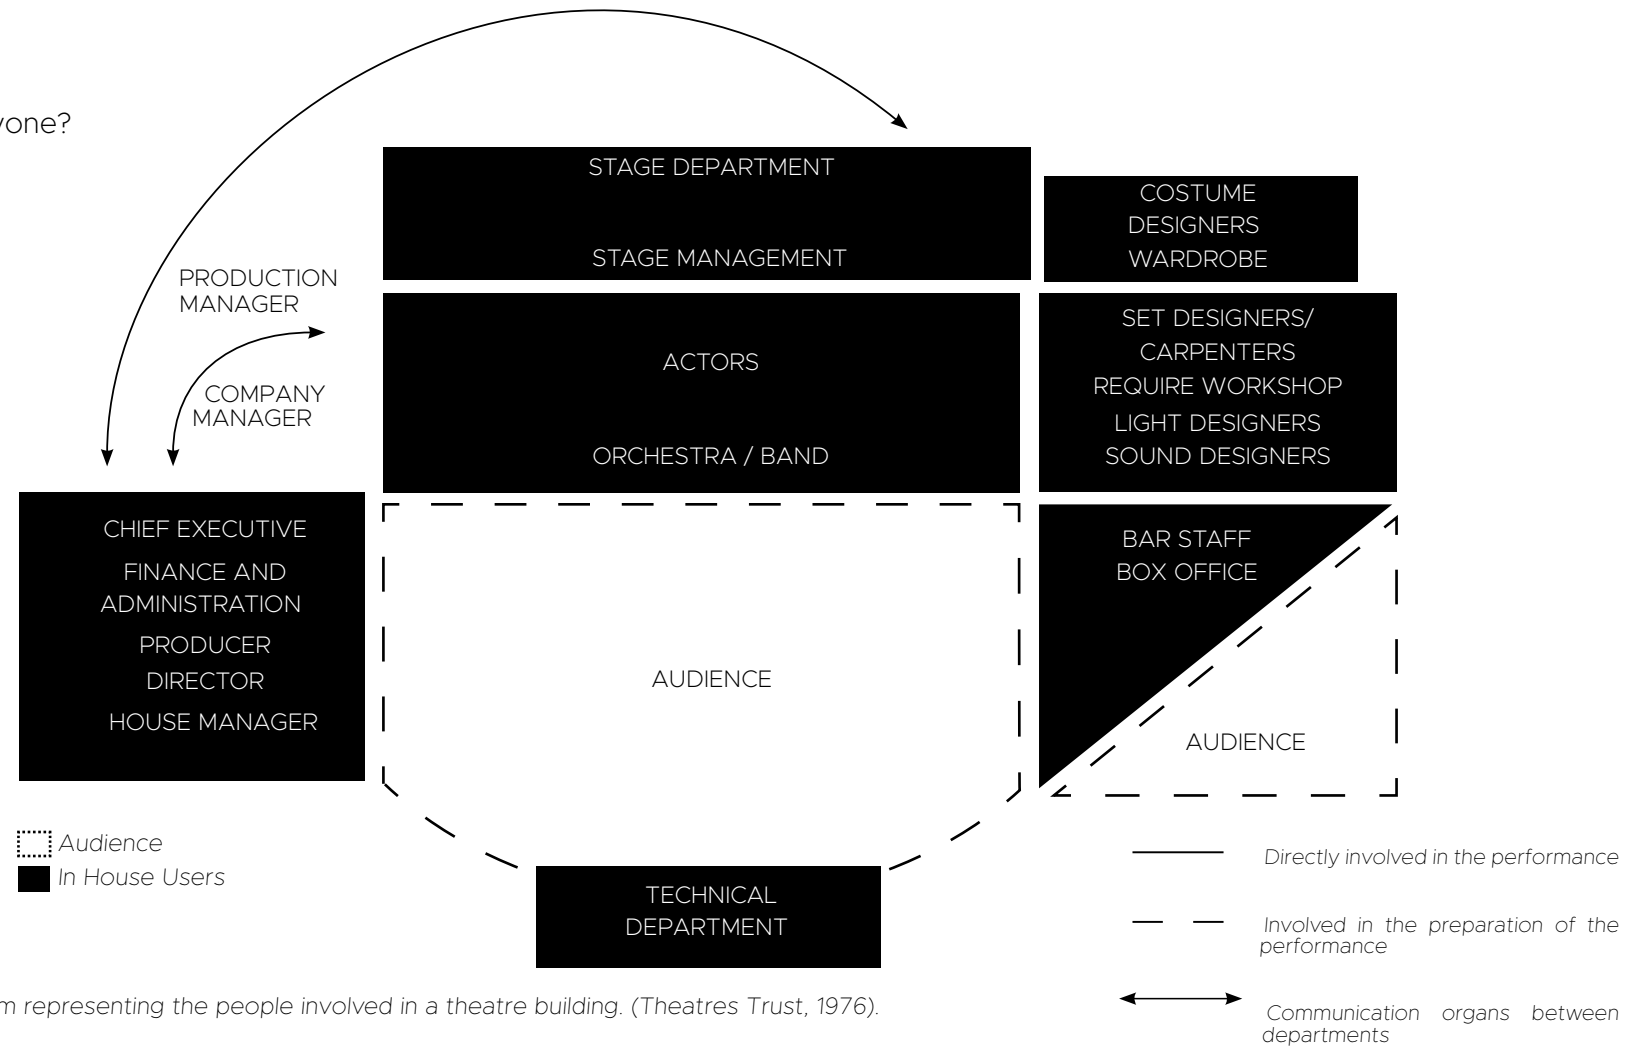 yone?
STAGE DEPARTMENT
STAGE MANAGEMENT
COSTUME
DESIGNERS
WARDROBE
PRODUCTION
MANAGER
COMPANY
MANAGER
ACTORS
ORCHESTRA / BAND
SET DESIGNERS/
CARPENTERS
REQUIRE WORKSHOP
LIGHT DESIGNERS
SOUND DESIGNERS
CHIEF EXECUTIVE
FINANCE AND
ADMINISTRATION
PRODUCER
DIRECTOR
HOUSE MANAGER
AUDIENCE
BAR STAFF
BOX OFFICE
AUDIENCE
Audience
In House Users
TECHNICAL
DEPARTMENT
Directly involved in the performance
Involved in the preparation of the
performance
Communication organs between
departments
m representing the people involved in a theatre building. (Theatres Trust, 1976).